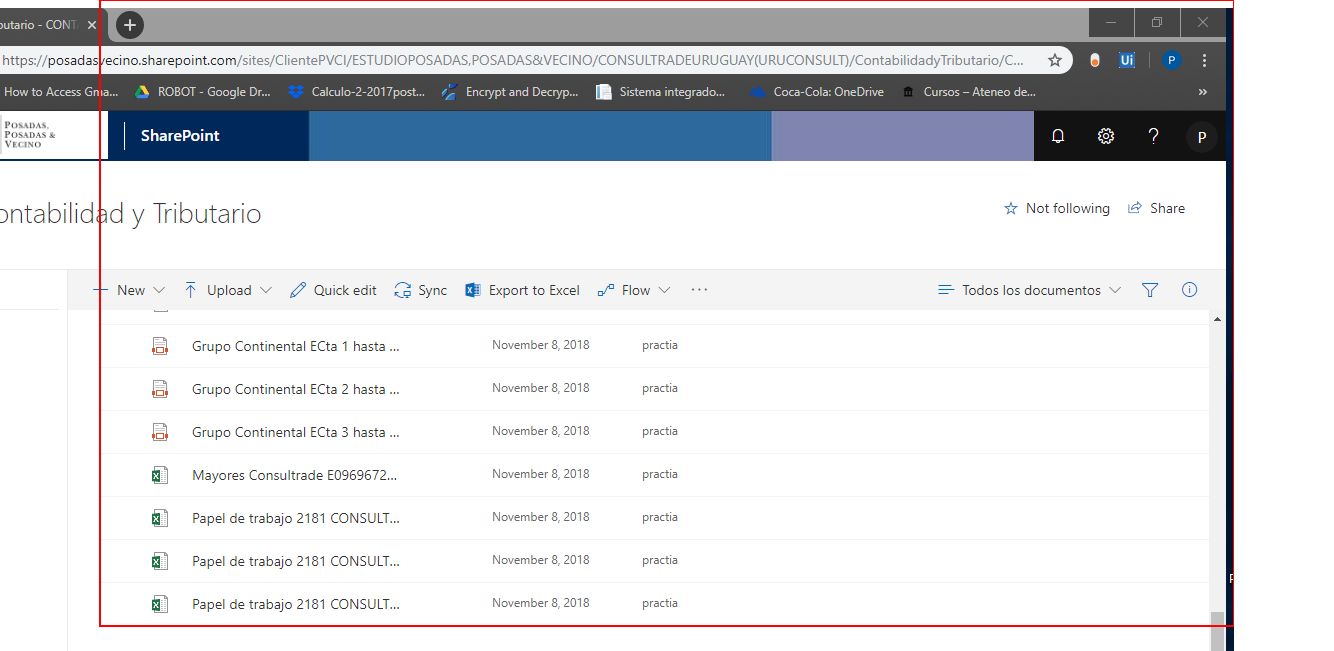 butario - CONTA
https://posadasvecino.sharepoint.com/sites/ClientePVCI/ESTUDIOPOSADAS,POSADAS&VECINO/CONSULTRADEURUGUAY(URUCONSULT)/ContabilidadyTributario/C...
Ui
P
How to Access Gma... ROBOT - Google Dr... Calculo-2-2017post... Encrypt and Decryp... Sistema integrado... Coca-Cola: OneDrive Cursos – Ateneo de... »
POSADAS,
POSADAS &
VECINO
SharePoint
? P
ontabilidad y Tributario
Not following Share
+ New Upload Quick edit Sync Export to Excel Flow ... Todos los documentos
Grupo Continental ECta 1 hasta ... November 8, 2018 practia
Grupo Continental ECta 2 hasta ... November 8, 2018 practia
Grupo Continental ECta 3 hasta ... November 8, 2018 practia
Mayores Consultrade E0969672... November 8, 2018 practia
Papel de trabajo 2181 CONSULT... November 8, 2018 practia
Papel de trabajo 2181 CONSULT... November 8, 2018 practia
Papel de trabajo 2181 CONSULT... November 8, 2018 practia